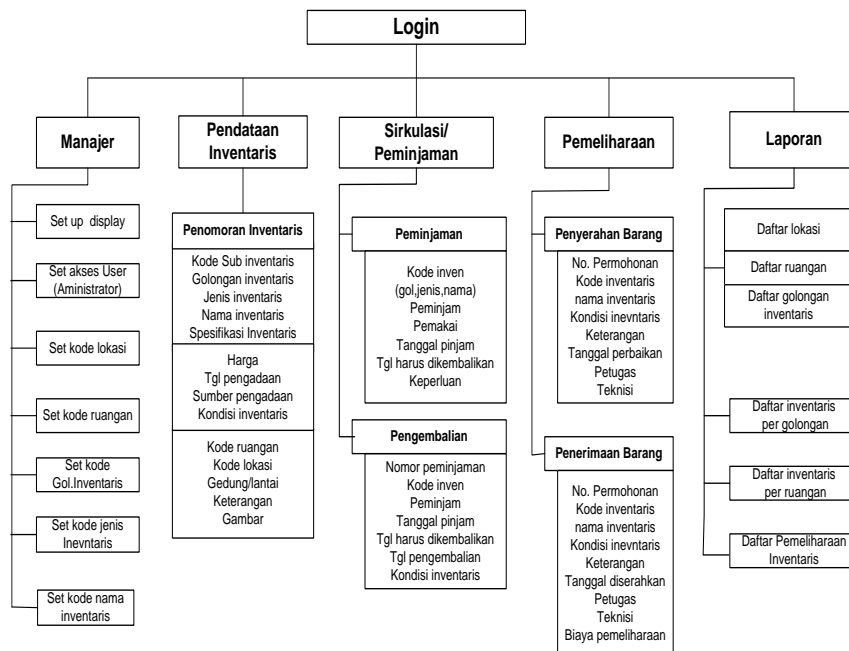 Login
Manajer
Set up display
Set akses User
(Aministrator)
Set kode lokasi
Set kode ruangan
Set kode
Gol.Inventaris
Set kode jenis
Inevntaris
Set kode nama
inventaris
Pendataan
Inventaris
Penomoran Inventaris
Kode Sub inventaris
Golongan inventaris
Jenis inventaris
Nama inventaris
Spesifikasi Inventaris
Harga
Tgl pengadaan
Sumber pengadaan
Kondisi inventaris
Kode ruangan
Kode lokasi
Gedung/lantai
Keterangan
Gambar
Sirkulasi/
Peminjaman
Peminjaman
Kode inven
(gol,jenis,nama)
Peminjam
Pemakai
Tanggal pinjam
Tgl harus dikembalikan
Keperluan
Pengembalian
Nomor peminjaman
Kode inven
Peminjam
Tanggal pinjam
Tgl harus dikembalikan
Tgl pengembalian
Kondisi inventaris
Pemeliharaan
Penyerahan Barang
No. Permohonan
Kode inventaris
nama inventaris
Kondisi inevntaris
Keterangan
Tanggal perbaikan
Petugas
Teknisi
Penerimaan Barang
No. Permohonan
Kode inventaris
nama inventaris
Kondisi inevntaris
Keterangan
Tanggal diserahkan
Petugas
Teknisi
Biaya pemeliharaan
Laporan
Daftar lokasi
Daftar ruangan
Daftar golongan
inventaris
Daftar inventaris
per golongan
Daftar inventaris
per ruangan
Daftar Pemeliharaan
Inventaris